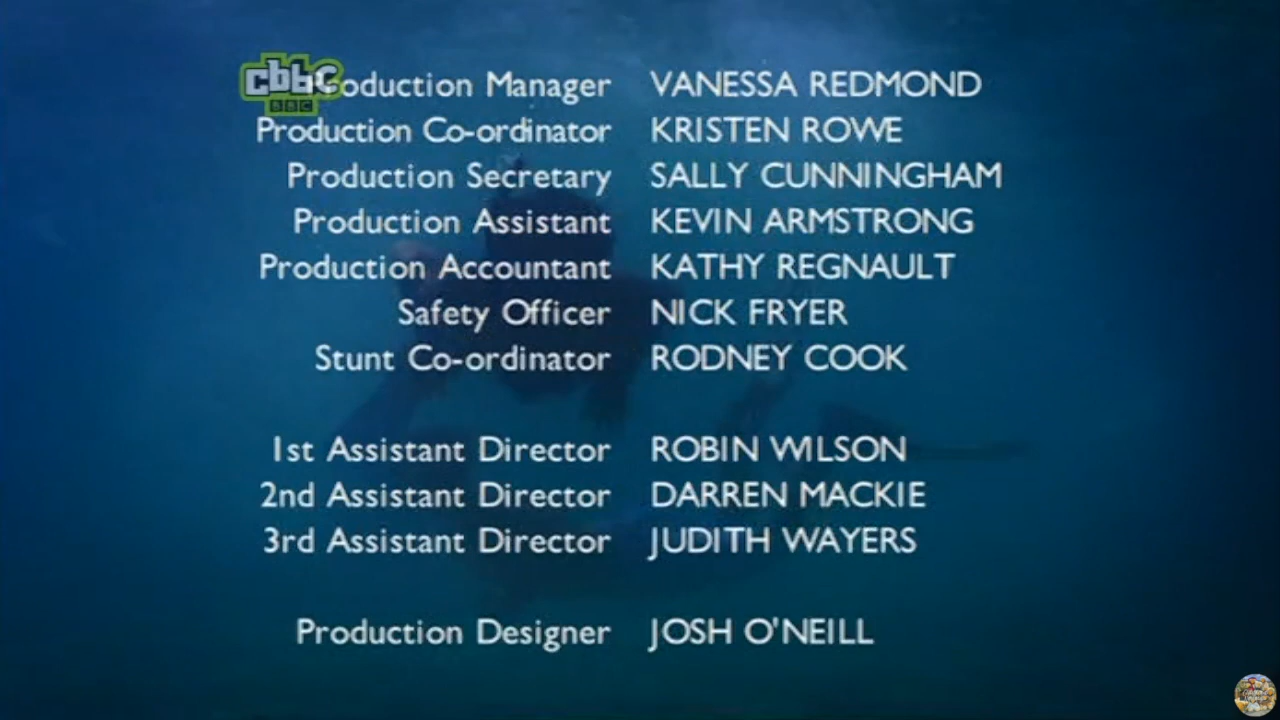 cbbc
BBC
Production Manager VANESSA REDMOND
Production Co-ordinator KRISTEN ROWE
Production Secretary SALLY CUNNINGHAM
Production Assistant KEVIN ARMSTRONG
Production Accountant KATHY REGNAULT
Safety Officer NICK FRYER
Stunt Co-ordinator RODNEY COOK
1st Assistant Director ROBIN WILSON
2nd Assistant Director DARREN MACKIE
3rd Assistant Director JUDITH WAYERS
Production Designer JOSH O'NEILL